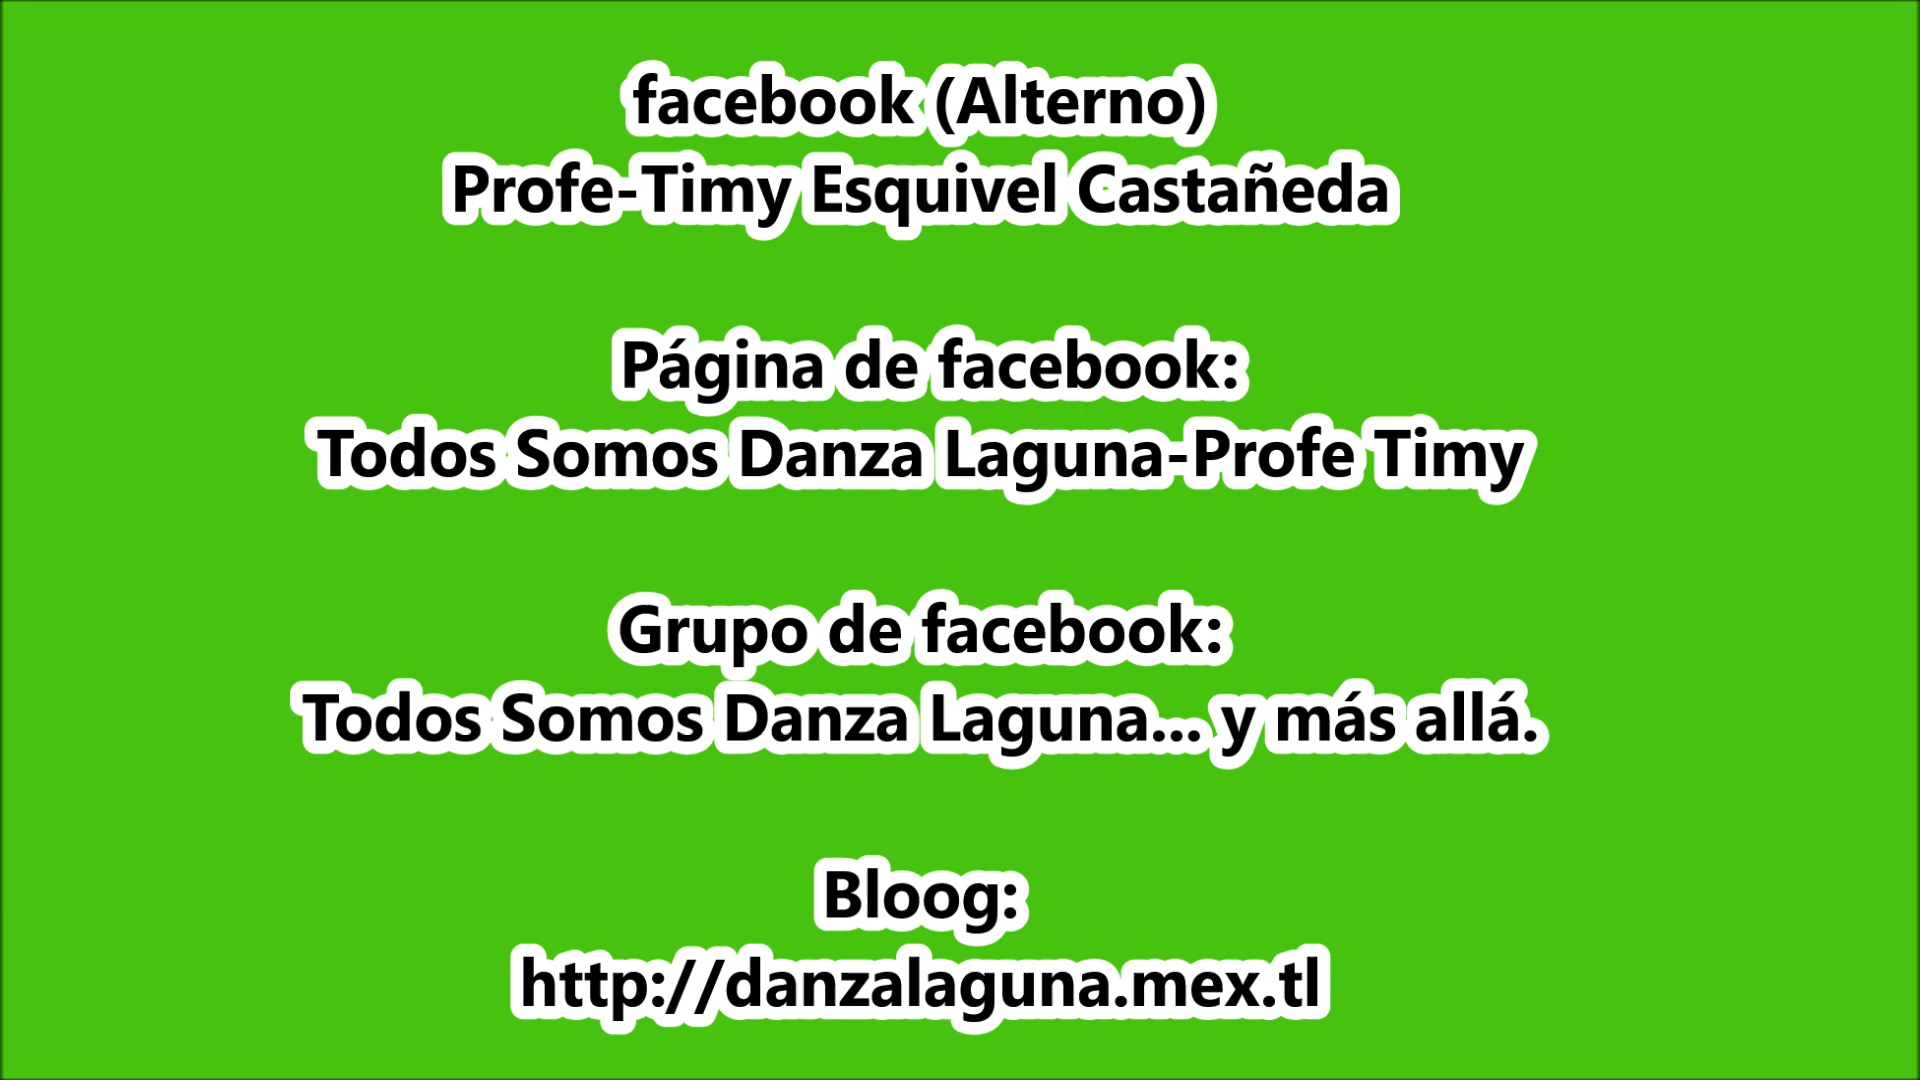 facebook (Alterno)
Profe-Timy Esquivel Castañeda
Página de facebook:
Todos Somos Danza Laguna-Profe Timy
Grupo de facebook:
Todos Somos Danza Laguna... y más allá.
Bloog:
http://danzalaguna.mex.tl